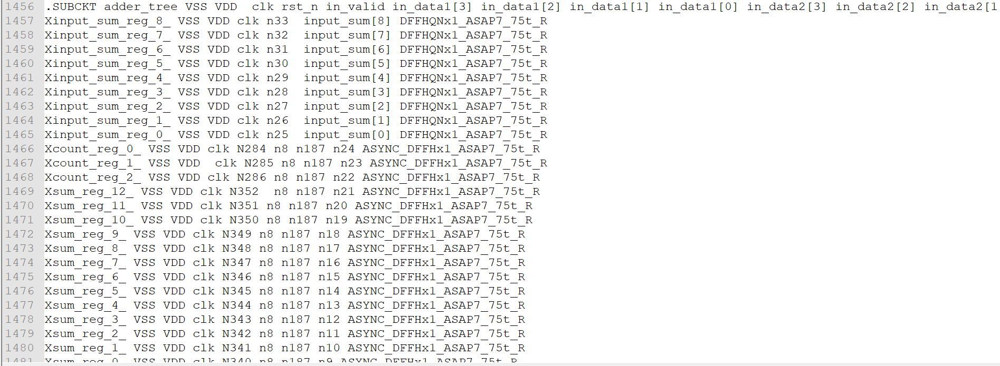 1456 .SUBCKT adder_tree VSS VDD  clk rst_n in_valid in_data1[3] in_data1[2] in_data1[1] in_data1[0] in_data2[3] in_data2[2] in_data2[1
1457 Xinput_sum_reg_8_ VSS VDD clk n33  input_sum[8] DFFHQNx1_ASAP7_75t_R
1458 Xinput_sum_reg_7_ VSS VDD clk n32  input_sum[7] DFFHQNx1_ASAP7_75t_R
1459 Xinput_sum_reg_6_ VSS VDD clk n31  input_sum[6] DFFHQNx1_ASAP7_75t_R
1460 Xinput_sum_reg_5_ VSS VDD clk n30  input_sum[5] DFFHQNx1_ASAP7_75t_R
1461 Xinput_sum_reg_4_ VSS VDD clk n29  input_sum[4] DFFHQNx1_ASAP7_75t_R
1462 Xinput_sum_reg_3_ VSS VDD clk n28  input_sum[3] DFFHQNx1_ASAP7_75t_R
1463 Xinput_sum_reg_2_ VSS VDD clk n27  input_sum[2] DFFHQNx1_ASAP7_75t_R
1464 Xinput_sum_reg_1_ VSS VDD clk n26  input_sum[1] DFFHQNx1_ASAP7_75t_R
1465 Xinput_sum_reg_0_ VSS VDD clk n25  input_sum[0] DFFHQNx1_ASAP7_75t_R
1466 Xcount_reg_0_ VSS VDD clk N284 n8 n187 n24 ASYNC_DFFHx1_ASAP7_75t_R
1467 Xcount_reg_1_ VSS VDD  clk N285 n8 n187 n23 ASYNC_DFFHx1_ASAP7_75t_R
1468 Xcount_reg_2_ VSS VDD clk N286 n8 n187 n22 ASYNC_DFFHx1_ASAP7_75t_R
1469 Xsum_reg_12_ VSS VDD clk N352  n8 n187 n21 ASYNC_DFFHx1_ASAP7_75t_R
1470 Xsum_reg_11_ VSS VDD clk N351 n8 n187 n20 ASYNC_DFFHx1_ASAP7_75t_R
1471 Xsum_reg_10_ VSS VDD clk N350 n8 n187 n19 ASYNC_DFFHx1_ASAP7_75t_R
1472 Xsum_reg_9_ VSS VDD clk N349 n8 n187 n18 ASYNC_DFFHx1_ASAP7_75t_R
1473 Xsum_reg_8_ VSS VDD clk N348 n8 n187 n17 ASYNC_DFFHx1_ASAP7_75t_R
1474 Xsum_reg_7_ VSS VDD clk N347 n8 n187 n16 ASYNC_DFFHx1_ASAP7_75t_R
1475 Xsum_reg_6_ VSS VDD clk N346 n8 n187 n15 ASYNC_DFFHx1_ASAP7_75t_R
1476 Xsum_reg_5_ VSS VDD clk N345 n8 n187 n14 ASYNC_DFFHx1_ASAP7_75t_R
1477 Xsum_reg_4_ VSS VDD clk N344 n8 n187 n13 ASYNC_DFFHx1_ASAP7_75t_R
1478 Xsum_reg_3_ VSS VDD clk N343 n8 n187 n12 ASYNC_DFFHx1_ASAP7_75t_R
1479 Xsum_reg_2_ VSS VDD clk N342 n8 n187 n11 ASYNC_DFFHx1_ASAP7_75t_R
1480 Xsum_reg_1_ VSS VDD clk N341 n8 n187 n10 ASYNC_DFFHx1_ASAP7_75t_R
1481 Xsum_reg_0_ VSS VDD clk N340 n8 n187 n9 ASYNC_DFFHx1_ASAP7_75t_R